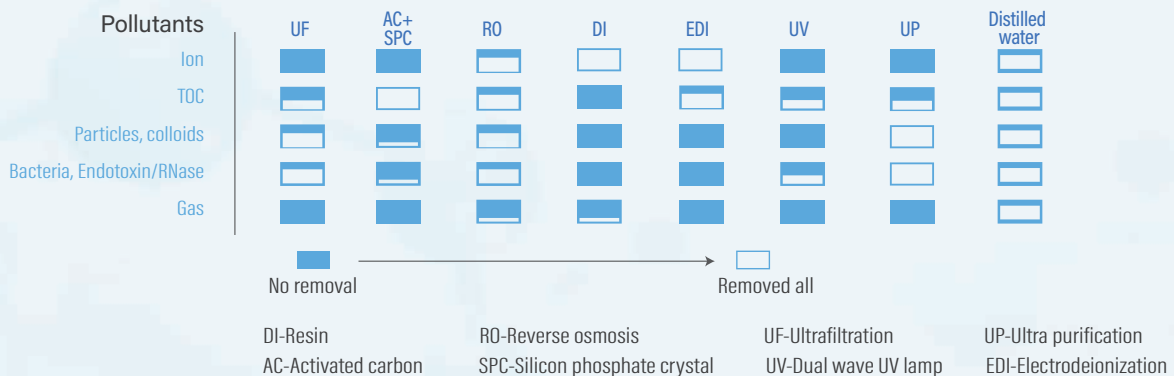 Pollutants
UF
AC+
SPC
RO
DI
EDI
UV
UP
Distilled
water
Ion
TOC
Particles, colloids
Bacteria, Endotoxin/RNase
Gas
No removal
Removed all
DI-Resin
RO-Reverse osmosis
UF-Ultrafiltration
UP-Ultra purification
AC-Activated carbon
SPC-Silicon phosphate crystal
UV-Dual wave UV lamp
EDI-Electrodeionization